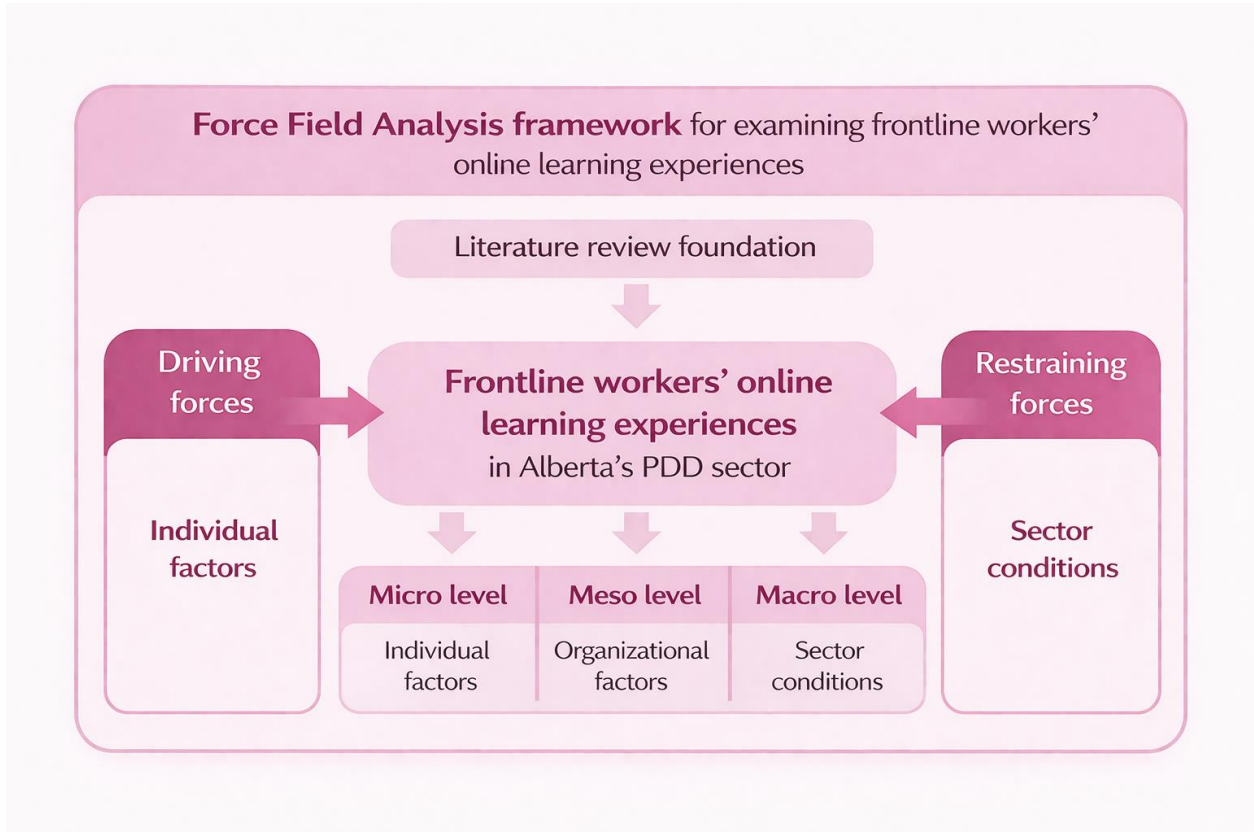 Force Field Analysis framework for examining frontline workers’
online learning experiences
Literature review foundation
Driving
forces
Individual
factors
Frontline workers’ online
learning experiences
in Alberta’s PDD sector
Restraining
forces
Sector
conditions
Micro level
Individual
factors
Meso level
Organizational
factors
Macro level
Sector
conditions